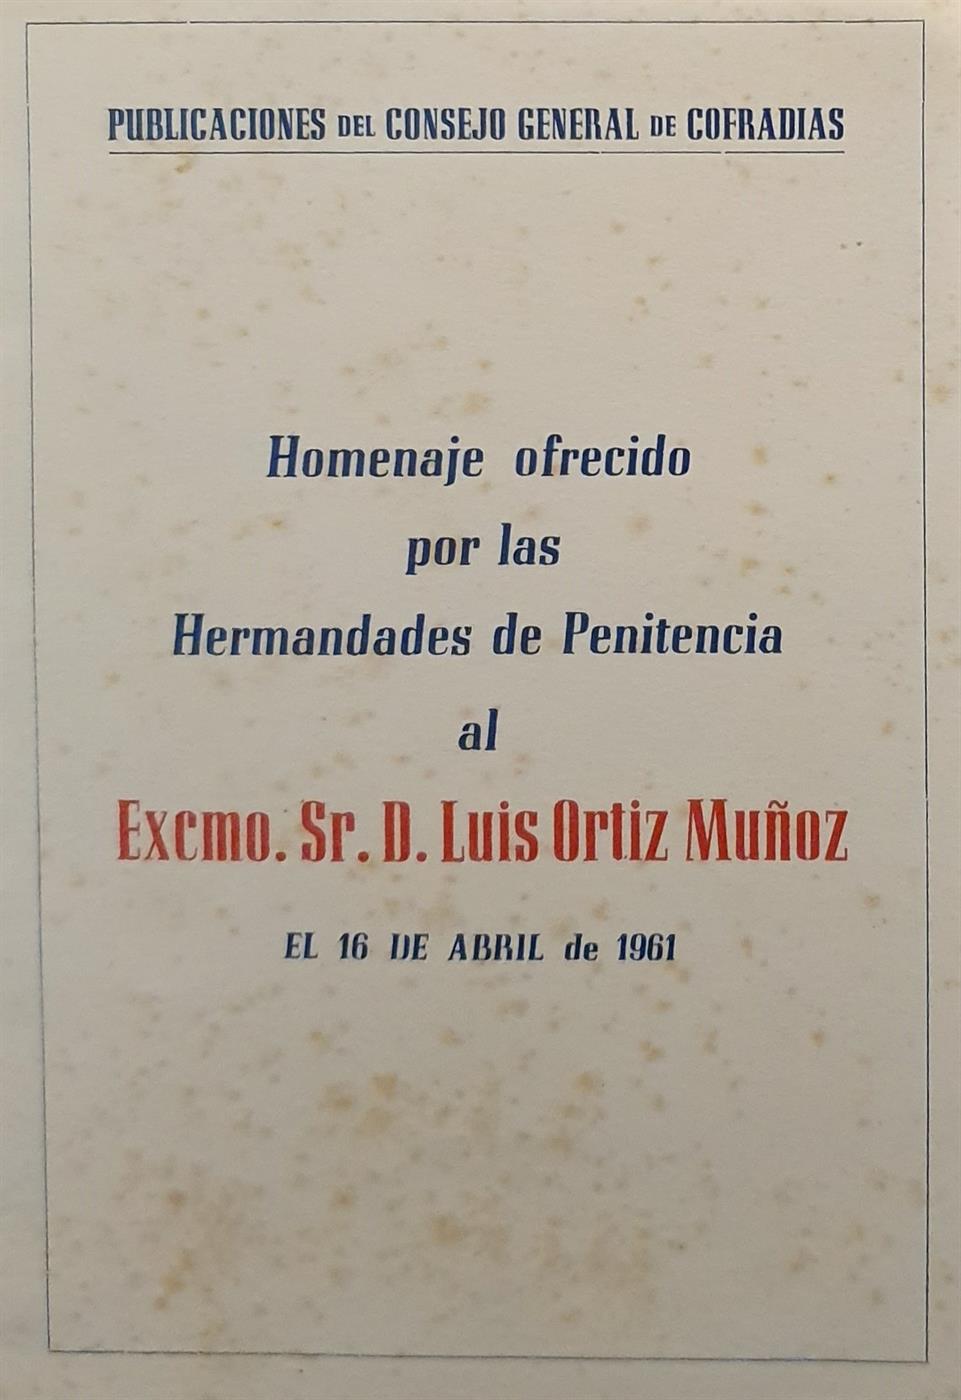 PUBLICACIONES DEL CONSEJO GENERAL DE COFRADIAS
Homenaje ofrecido
por las
Hermandades de Penitencia
al
Excmo. Sr. D. Luis Ortiz Muñoz
EL 16 DE ABRIL de 1961